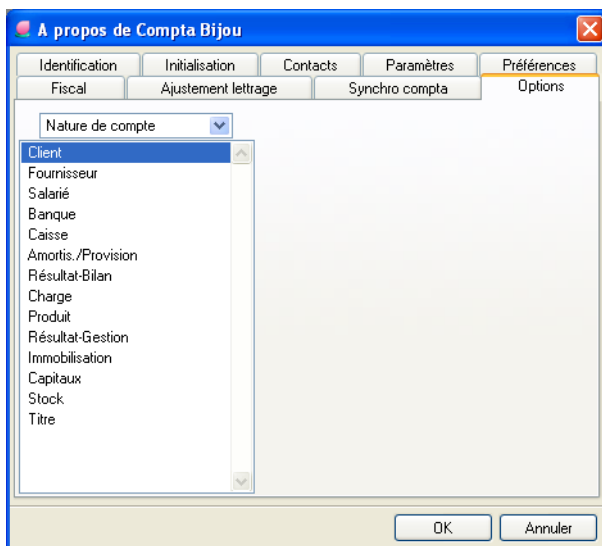 A propos de Compta Bijou
Identification Initialisation Contacts Paramètres Préférences
Fiscal Ajustement lettrage Synchro compta Options
Nature de compte
Client
Fournisseur
Salarié
Banque
Caisse
Amortis./Provision
Résultat-Bilan
Charge
Produit
Résultat-Gestion
Immobilisation
Capitaux
Stock
Titre
OK Annuler